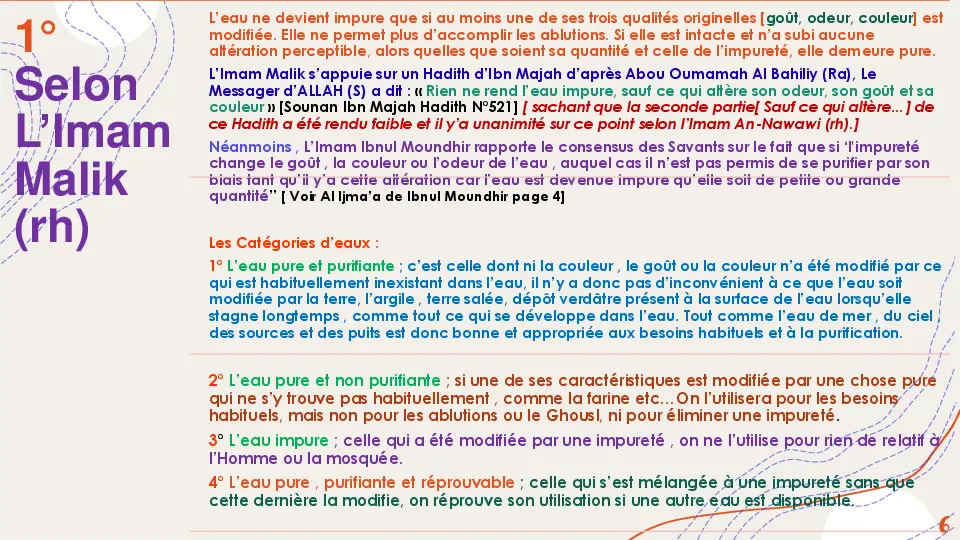 1°
Selon
L’Imam
Malik
(rh)
L’eau ne devient impure que si au moins une de ses trois qualités originelles [goût, odeur, couleur] est
modifiée. Elle ne permet plus d’accomplir les ablutions. Si elle est intacte et n’a subi aucune
altération perceptible, alors quelles que soient sa quantité et celle de l’impureté, elle demeure pure.
L’Imam Malik s’appuie sur un Hadith d’Ibn Majah d’après Abou Oumamah Al Bahiliy (Ra), Le
Messager d’ALLAH (S) a dit : « Rien ne rend l’eau impure, sauf ce qui altère son odeur, son goût et sa
couleur » [Sounan Ibn Majah Hadith N°521] [ sachant que la seconde partie[ Sauf ce qui altère...] de
ce Hadith a été rendu faible et il y’a unanimité sur ce point selon l’Imam An-Nawawi (rh).]
Néanmoins , L’Imam Ibnul Moundhir rapporte le consensus des Savants sur le fait que si ‘l’impureté
change le goût , la couleur ou l’odeur de l’eau , auquel cas il n’est pas permis de se purifier par son
biais tant qu’il y’a cette altération car l’eau est devenue impure qu’elle soit de petite ou grande
quantité’’ [ Voir Al Ijma’a de Ibnul Moundhir page 4]
Les Catégories d’eaux :
1° L’eau pure et purifiante ; c’est celle dont ni la couleur , le goût ou la couleur n’a été modifié par ce
qui est habituellement inexistant dans l’eau, il n’y a donc pas d’inconvénient à ce que l’eau soit
modifiée par la terre, l’argile , terre salée, dépôt verdâtre présent à la surface de l’eau lorsqu’elle
stagne longtemps , comme tout ce qui se développe dans l’eau. Tout comme l’eau de mer , du ciel ,
des sources et des puits est donc bonne et appropriée aux besoins habituels et à la purification.
2° L’eau pure et non purifiante ; si une de ses caractéristiques est modifiée par une chose pure
qui ne s’y trouve pas habituellement , comme la farine etc…On l’utilisera pour les besoins
habituels, mais non pour les ablutions ou le Ghousl, ni pour éliminer une impureté.
3° L’eau impure ; celle qui a été modifiée par une impureté , on ne l’utilise pour rien de relatif à
l’Homme ou la mosquée.
4° L’eau pure , purifiante et réprouvable ; celle qui s’est mélangée à une impureté sans que
cette dernière la modifie, on réprouve son utilisation si une autre eau est disponible.
6